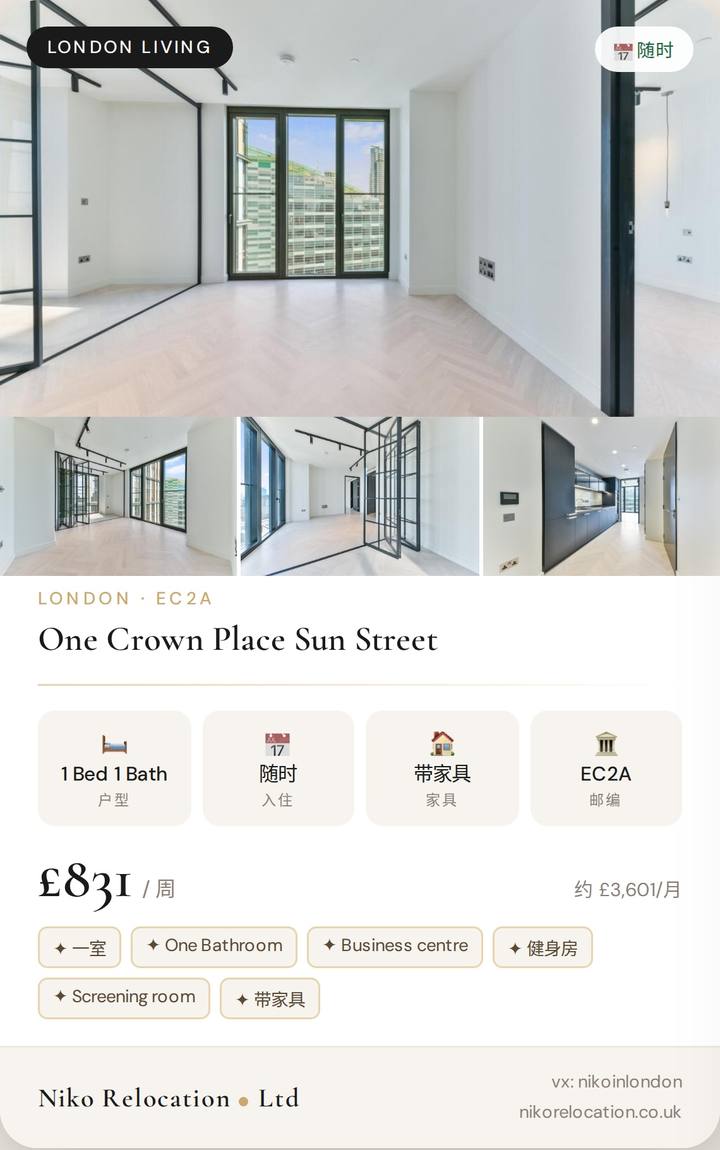 LONDON LIVING
17 随时
LONDON · EC2A
One Crown Place Sun Street
17
1 Bed 1 Bath
户型
随时
入住
带家具
家具
EC2A
邮编
£831 / 周
约 £3,601/月
✦ 一室
✦ One Bathroom
✦ Business centre
✦ 健身房
✦ Screening room
✦ 带家具
Niko Relocation • Ltd
vx: nikoinlondon
nikorelocation.co.uk